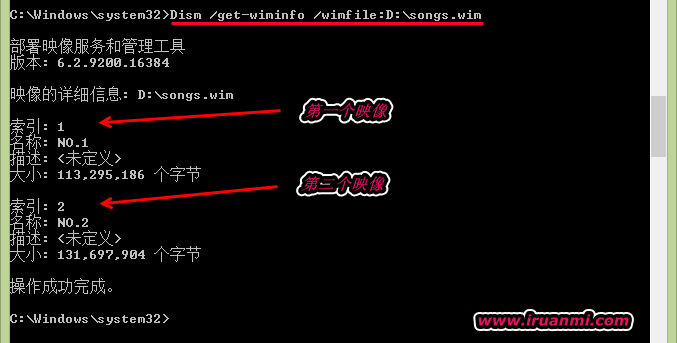 C:\Windows\system32>Dism /get-wiminfo /wimfile:D:\songs.wim
部署映像服务和管理工具
版本: 6.2.9200.16384
映像的详细信息: D:\songs.wim
第一个映像
索引: 1
名称: NO.1
描述: <未定义>
大小: 113,295,186 个字节
第二个映像
索引: 2
名称: NO.2
描述: <未定义>
大小: 131,697,904 个字节
操作成功完成。
C:\Windows\system32>
www.iruanmi.com